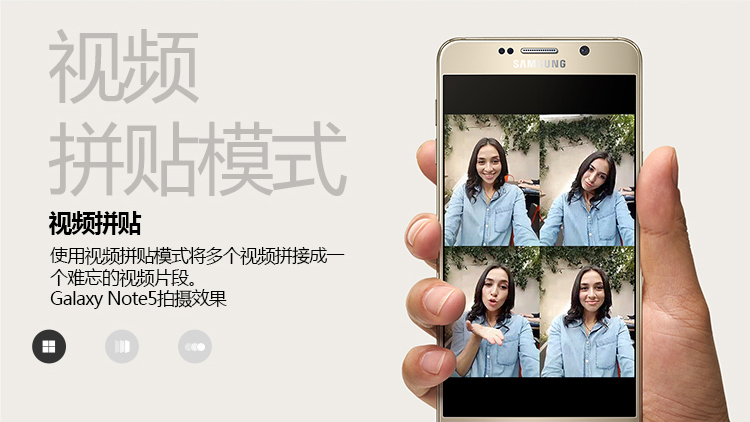 视频
拼贴模式
视频拼贴
使用视频拼贴模式将多个视频拼接成一
个难忘的视频片段。
Galaxy Note5拍摄效果
SAMSUNG